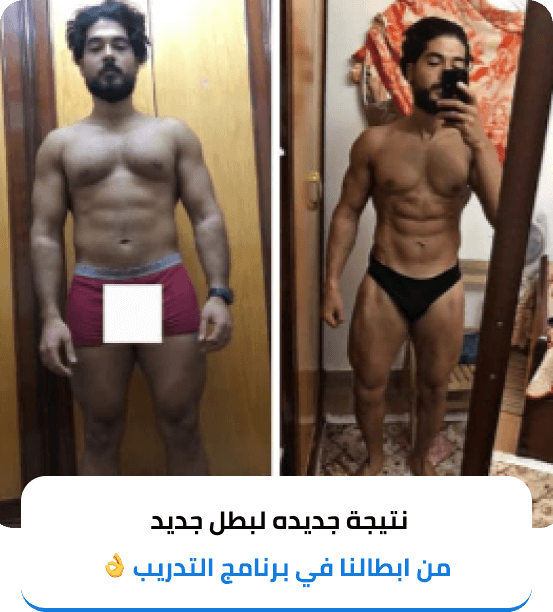 نتيجة جديده لبطل جديد
من ابطالنا في برنامج التدريب 👌